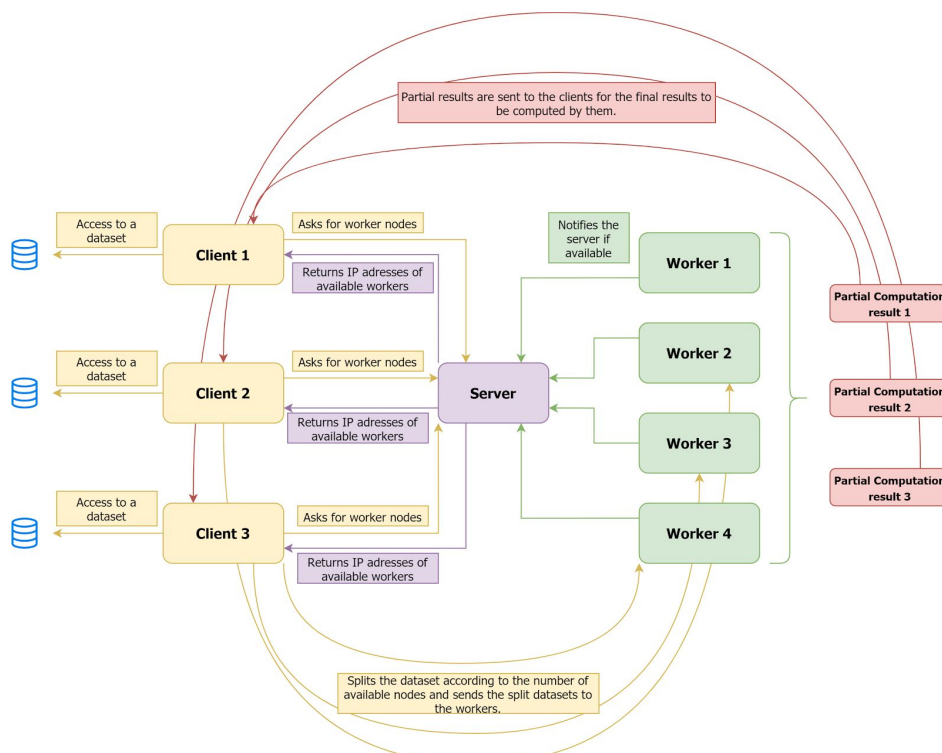 Partial results are sent to the clients for the final results to
be computed by them.
Access to a
dataset
Client 1
Asks for worker nodes
Returns IP adresses of
available workers
Notifies the
server if
available
Worker 1
Partial Computation
result 1
Access to a
dataset
Client 2
Asks for worker nodes
Returns IP adresses of
available workers
Server
Worker 2
Worker 3
Partial Computation
result 2
Access to a
dataset
Client 3
Asks for worker nodes
Returns IP adresses of
available workers
Worker 4
Partial Computation
result 3
Splits the dataset according to the number of
available nodes and sends the split datasets to
the workers.